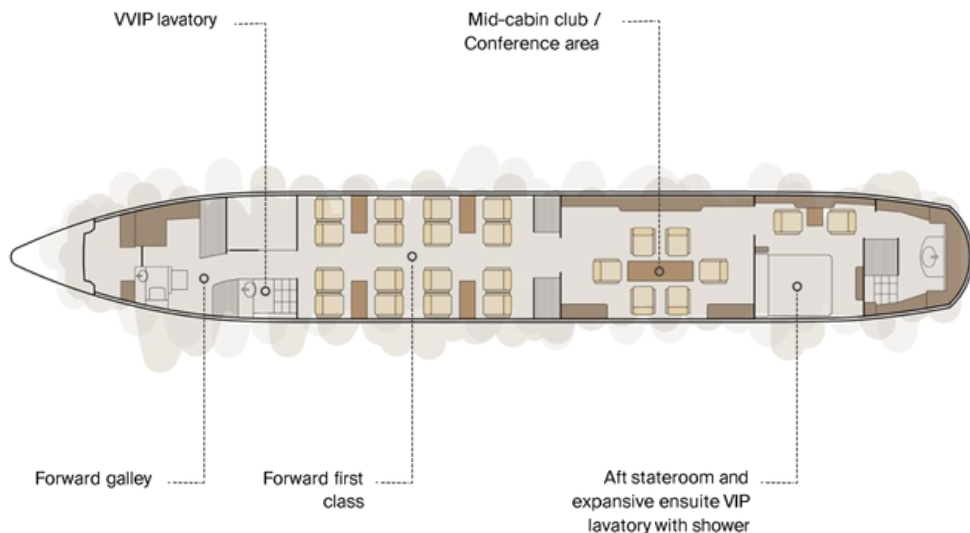 VVIP lavatory
Mid-cabin club /
Conference area
Forward galley
Forward first
class
Aft stateroom and
expansive ensuite VIP
lavatory with shower